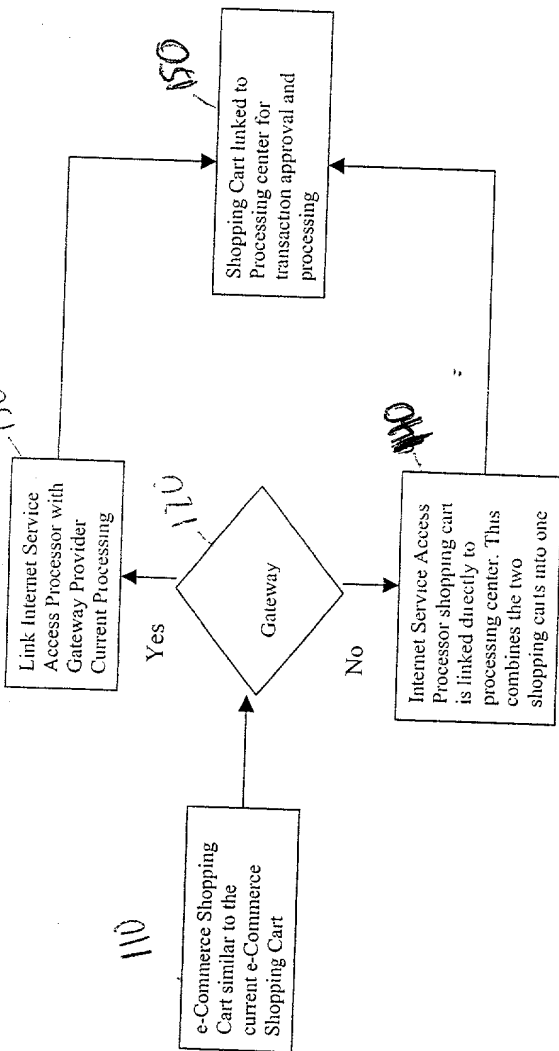 110
e-Commerce Shopping
Cart similar to the
current e-Commerce
Shopping Cart
120
Gateway
Yes
Link Internet Service
Access Processor with
Gateway Provider
Current Processing
No
140
Internet Service Access
Processor shopping cart
is linked directly to
processing center. This
combines the two
shopping carts into one
150
Shopping Cart linked to
Processing center for
transaction approval and
processing